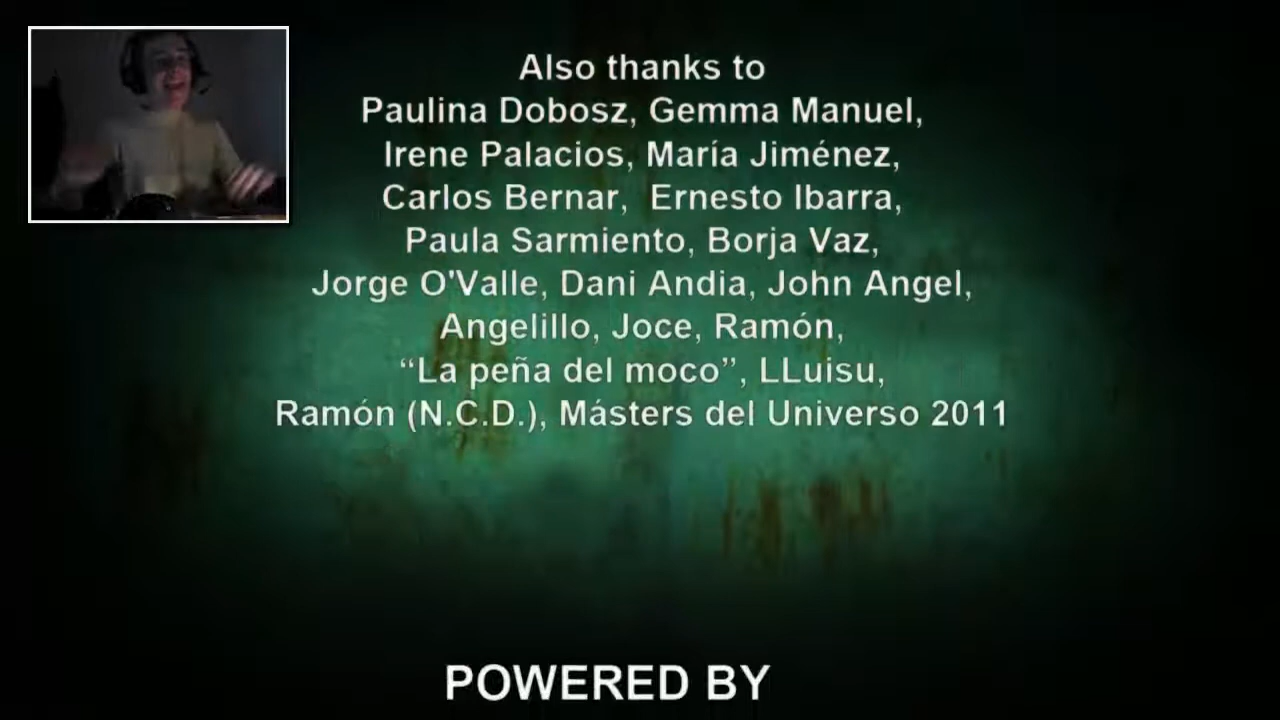 Also thanks to
Paulina Dobosz, Gemma Manuel,
Irene Palacios, María Jiménez,
Carlos Bernar,  Ernesto Ibarra,
Paula Sarmiento, Borja Vaz,
Jorge O'Valle, Dani Andia, John Angel,
Angelillo, Joce, Ramón,
“La peña del moco”, LLuisu,
Ramón (N.C.D.), Másters del Universo 2011
POWERED BY